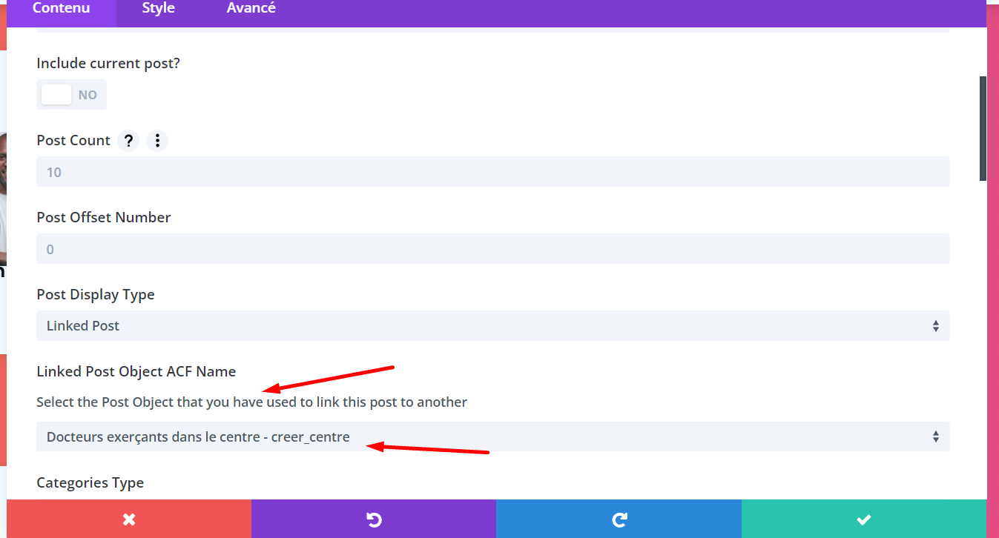 Contenu Style Avancé
Include current post?
NO
Post Count ?
10
Post Offset Number
0
Post Display Type
Linked Post
Linked Post Object ACF Name
Select the Post Object that you have used to link this post to another
Docteurs exerçants dans le centre - creer_centre
Categories Type